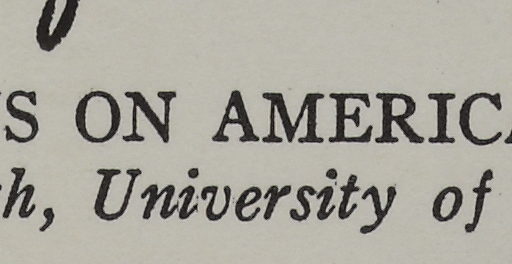 S ON AMERICA
h, University of